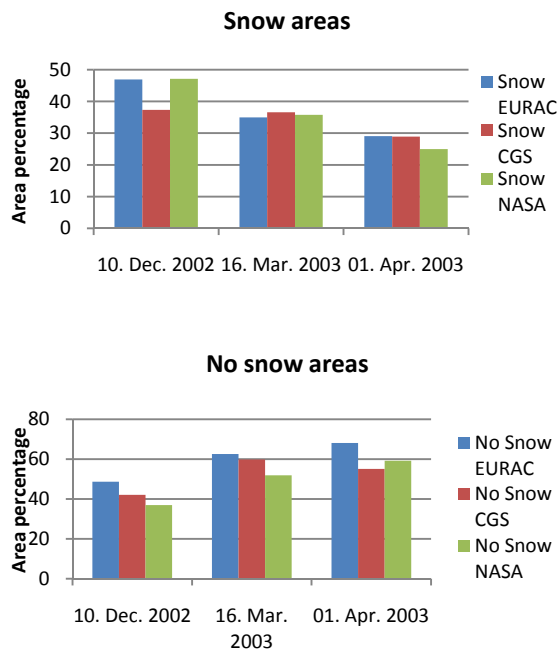 Snow areas
Area percentage
50
40
30
20
10
0
10. Dec. 2002 16. Mar. 2003 01. Apr. 2003
Snow
EURAC
Snow
CGS
Snow
NASA
No snow areas
Area percentage
80
60
40
20
0
10. Dec. 2002
16. Mar.
2003
01. Apr. 2003
No Snow
EURAC
No Snow
CGS
No Snow
NASA